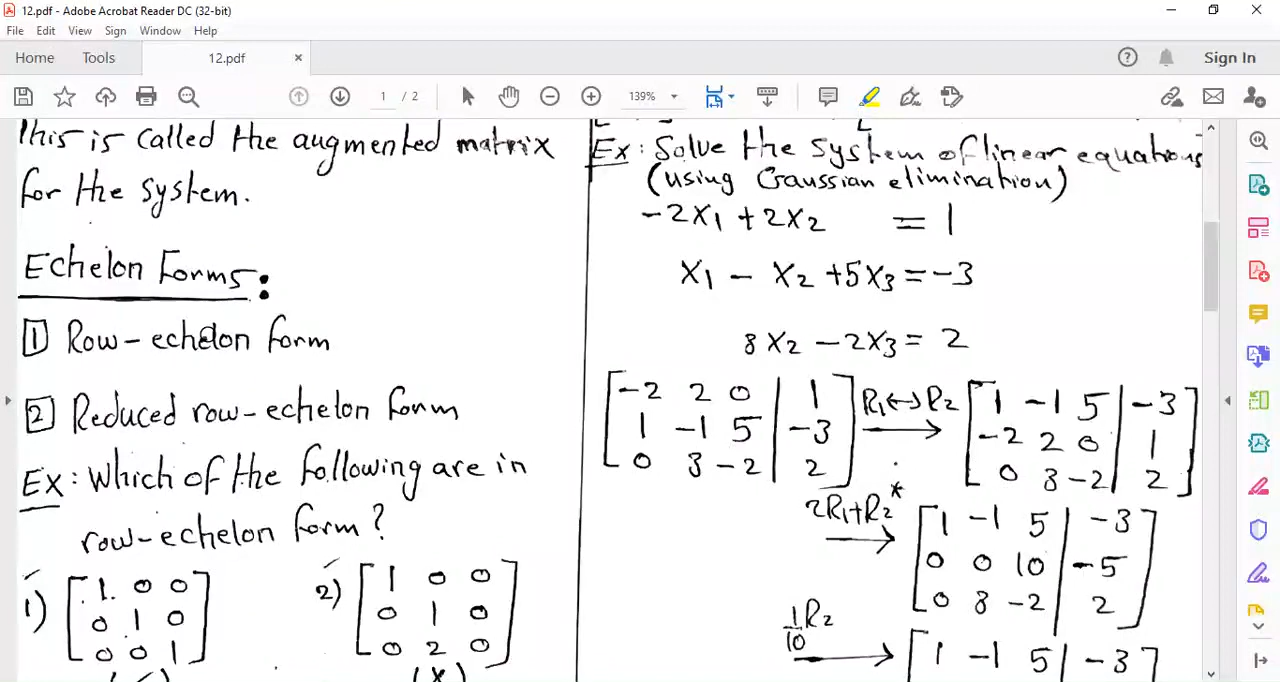 12.pdf - Adobe Acrobat Reader DC (32-bit)
File Edit View Sign Window Help
Home Tools 12.pdf × Sign In
1 / 2 139%
This is called the augmented matrix
for the system.
Echelon Forms:
1 Row-echelon form
2 Reduced row-echelon form
Ex: Which of the following are in
row-echelon form?
1) [1 0 0
0 1 0
0 0 1]
2) [1 0 0
0 1 0
0 2 0]
(X)
Ex: Solve the system of linear equations
(using Gaussian elimination)
-2x₁ + 2x₂ = 1
x₁ - x₂ + 5x₃ = -3
8x₂ - 2x₃ = 2
[-2 2 0 | 1
1 -1 5 | -3
0 8 -2 | 2]
R₁↔R₂
[1 -1 5 | -3
-2 2 0 | 1
0 8 -2 | 2]
2R₁+R₂*
[1 -1 5 | -3
0 0 10 | -5
0 8 -2 | 2]
1/10 R₂
[1 -1 5 | -3]